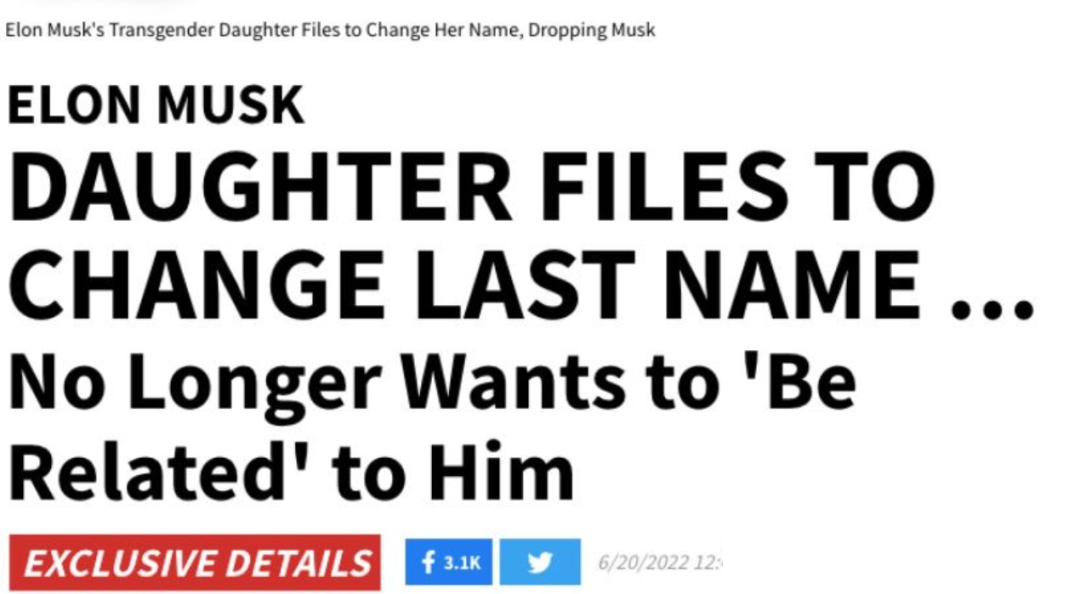 Elon Musk's Transgender Daughter Files to Change Her Name, Dropping Musk
ELON MUSK
DAUGHTER FILES TO
CHANGE LAST NAME ...
No Longer Wants to 'Be
Related' to Him
EXCLUSIVE DETAILS 3.1K 6/20/2022 12: